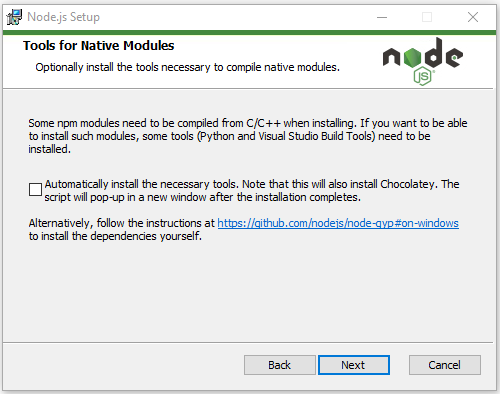 Node.js Setup
Tools for Native Modules
Optionally install the tools necessary to compile native modules.
node
JS
Some npm modules need to be compiled from C/C++ when installing. If you want to be able
to install such modules, some tools (Python and Visual Studio Build Tools) need to be
installed.
Automatically install the necessary tools. Note that this will also install Chocolatey. The
script will pop-up in a new window after the installation completes.
Alternatively, follow the instructions at https://github.com/nodejs/node-gyp#on-windows
to install the dependencies yourself.
Back Next Cancel